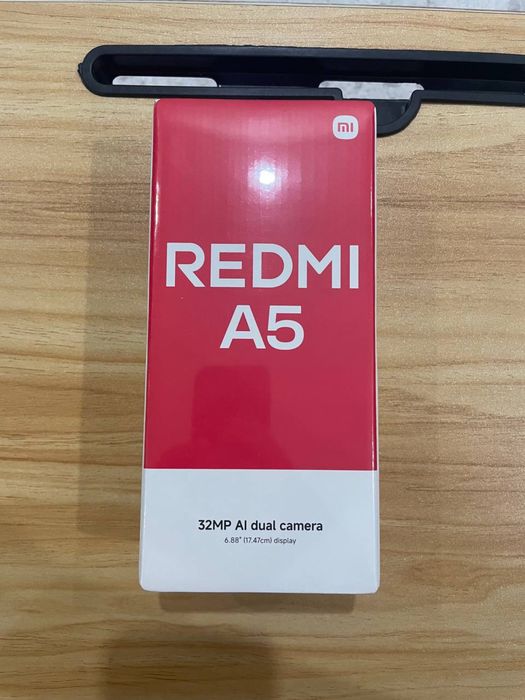 mi
REDMI
A5
32MP AI dual camera
6.88" (17.47cm) display